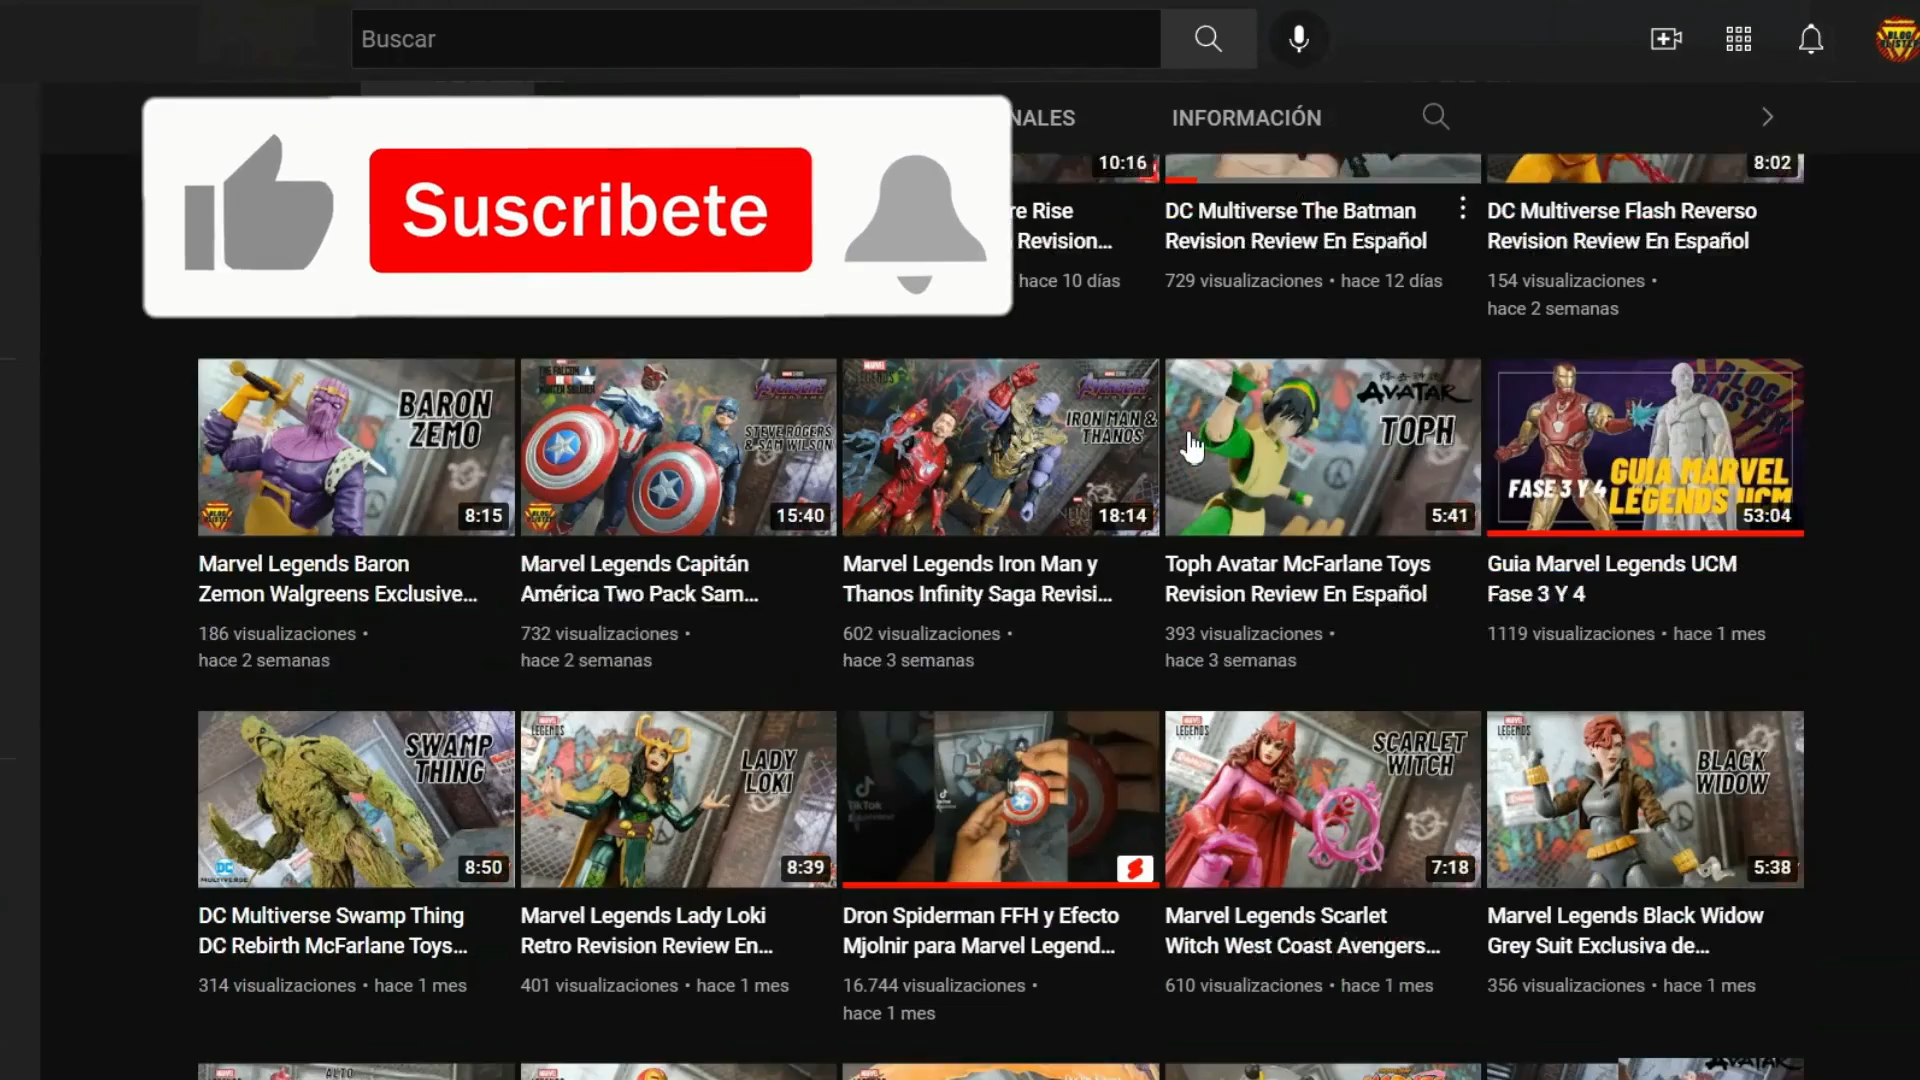 Buscar
NALES
INFORMACIÓN
Suscribete
10:16
8:02
re Rise
Revision...
hace 10 días
DC Multiverse The Batman
Revision Review En Español
729 visualizaciones • hace 12 días
DC Multiverse Flash Reverso
Revision Review En Español
154 visualizaciones •
hace 2 semanas
BARON
ZEMO
8:15
STEVE ROGERS
& SAM WILSON
15:40
IRON MAN &
THANOS
18:14
AVATAR
TOPH
5:41
FASE 3 Y 4
GUIA MARVEL
LEGENDS UCM
53:04
Marvel Legends Baron
Zemon Walgreens Exclusive...
186 visualizaciones •
hace 2 semanas
Marvel Legends Capitán
América Two Pack Sam...
732 visualizaciones •
hace 2 semanas
Marvel Legends Iron Man y
Thanos Infinity Saga Revisi...
602 visualizaciones •
hace 3 semanas
Toph Avatar McFarlane Toys
Revision Review En Español
393 visualizaciones •
hace 3 semanas
Guia Marvel Legends UCM
Fase 3 Y 4
1119 visualizaciones • hace 1 mes
SWAMP
THING
8:50
MARVEL
LEGENDS
LADY
LOKI
8:39
TikTok
MARVEL
LEGENDS
SCARLET
WITCH
7:18
MARVEL
LEGENDS
BLACK
WIDOW
5:38
DC Multiverse Swamp Thing
DC Rebirth McFarlane Toys...
314 visualizaciones • hace 1 mes
Marvel Legends Lady Loki
Retro Revision Review En...
401 visualizaciones • hace 1 mes
Dron Spiderman FFH y Efecto
Mjolnir para Marvel Legend...
16.744 visualizaciones •
hace 1 mes
Marvel Legends Scarlet
Witch West Coast Avengers...
610 visualizaciones • hace 1 mes
Marvel Legends Black Widow
Grey Suit Exclusiva de...
356 visualizaciones • hace 1 mes